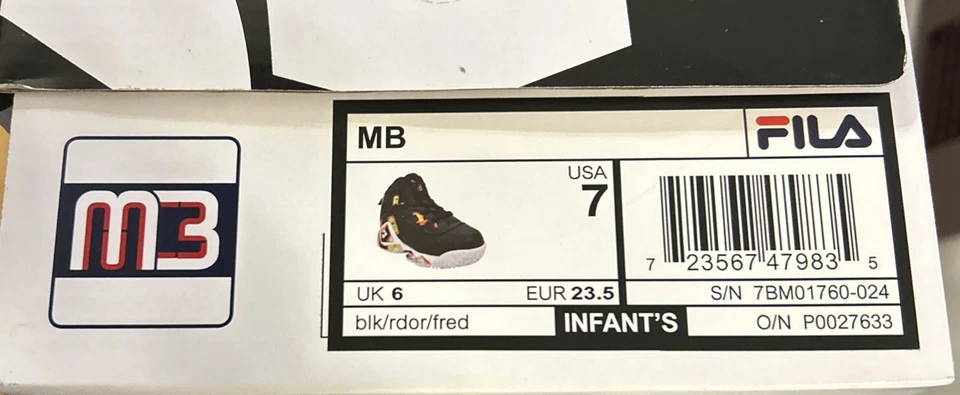 MB
MB
FILA
USA
7
UK 6 EUR 23.5
blk/rdor/fred
INFANT'S
7 23567 47983 5
S/N 7BM01760-024
O/N P0027633